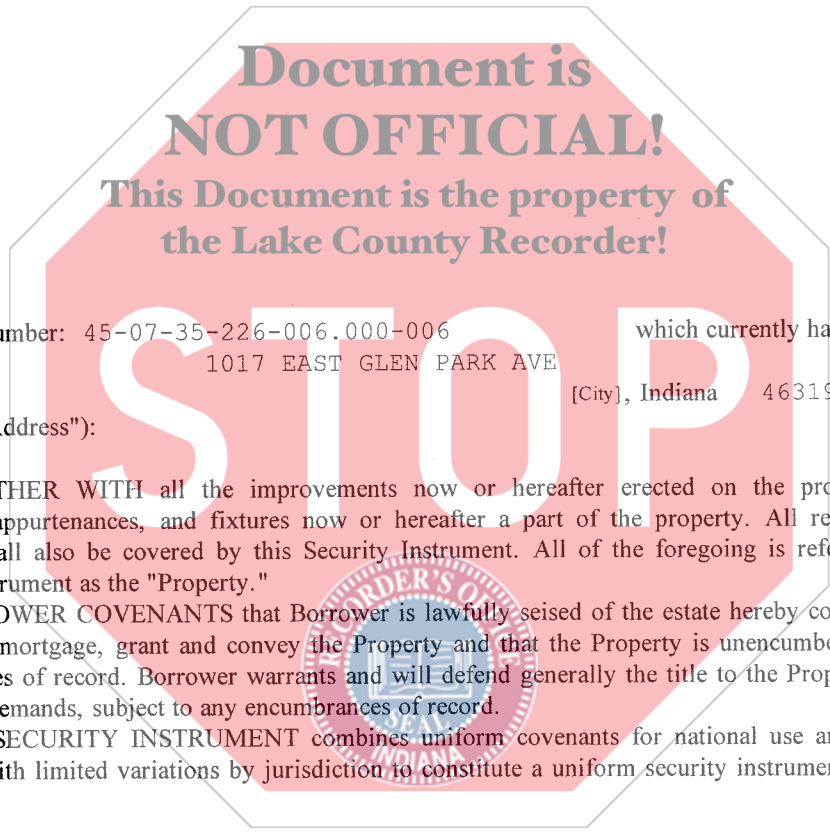 Document is
NOT OFFICIAL!
This Document is the property of
the Lake County Recorder!
STOP
umber: 45-07-35-226-006.000-006 which currently ha
1017 EAST GLEN PARK AVE
[City], Indiana 46319
ddress"):
THER WITH all the improvements now or hereafter erected on the pro
appurtenances, and fixtures now or hereafter a part of the property. All re
all also be covered by this Security Instrument. All of the foregoing is refe
trument as the "Property."
OWER COVENANTS that Borrower is lawfully seised of the estate hereby co
mortgage, grant and convey the Property and that the Property is unencumbe
es of record. Borrower warrants and will defend generally the title to the Prop
emands, subject to any encumbrances of record.
SECURITY INSTRUMENT combines uniform covenants for national use an
ith limited variations by jurisdiction to constitute a uniform security instrumen
RECORDER'S OFFICE
SEAL
INDIANA